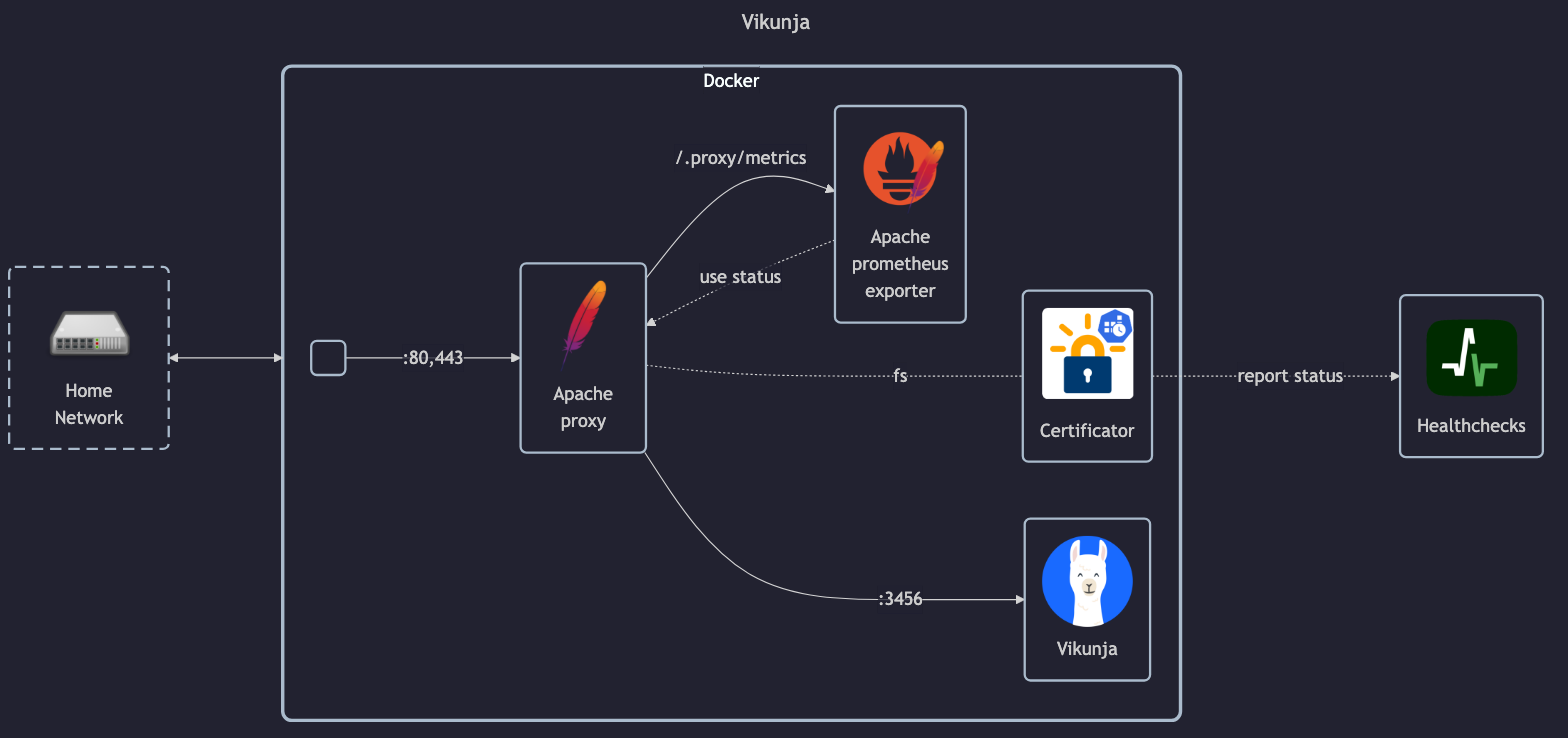 Vikunja
Docker
/.proxy/metrics
Apache
prometheus
exporter
use status
Home
Network
:80,443
Apache
proxy
fs
Certificator
report status
Healthchecks
:3456
Vikunja